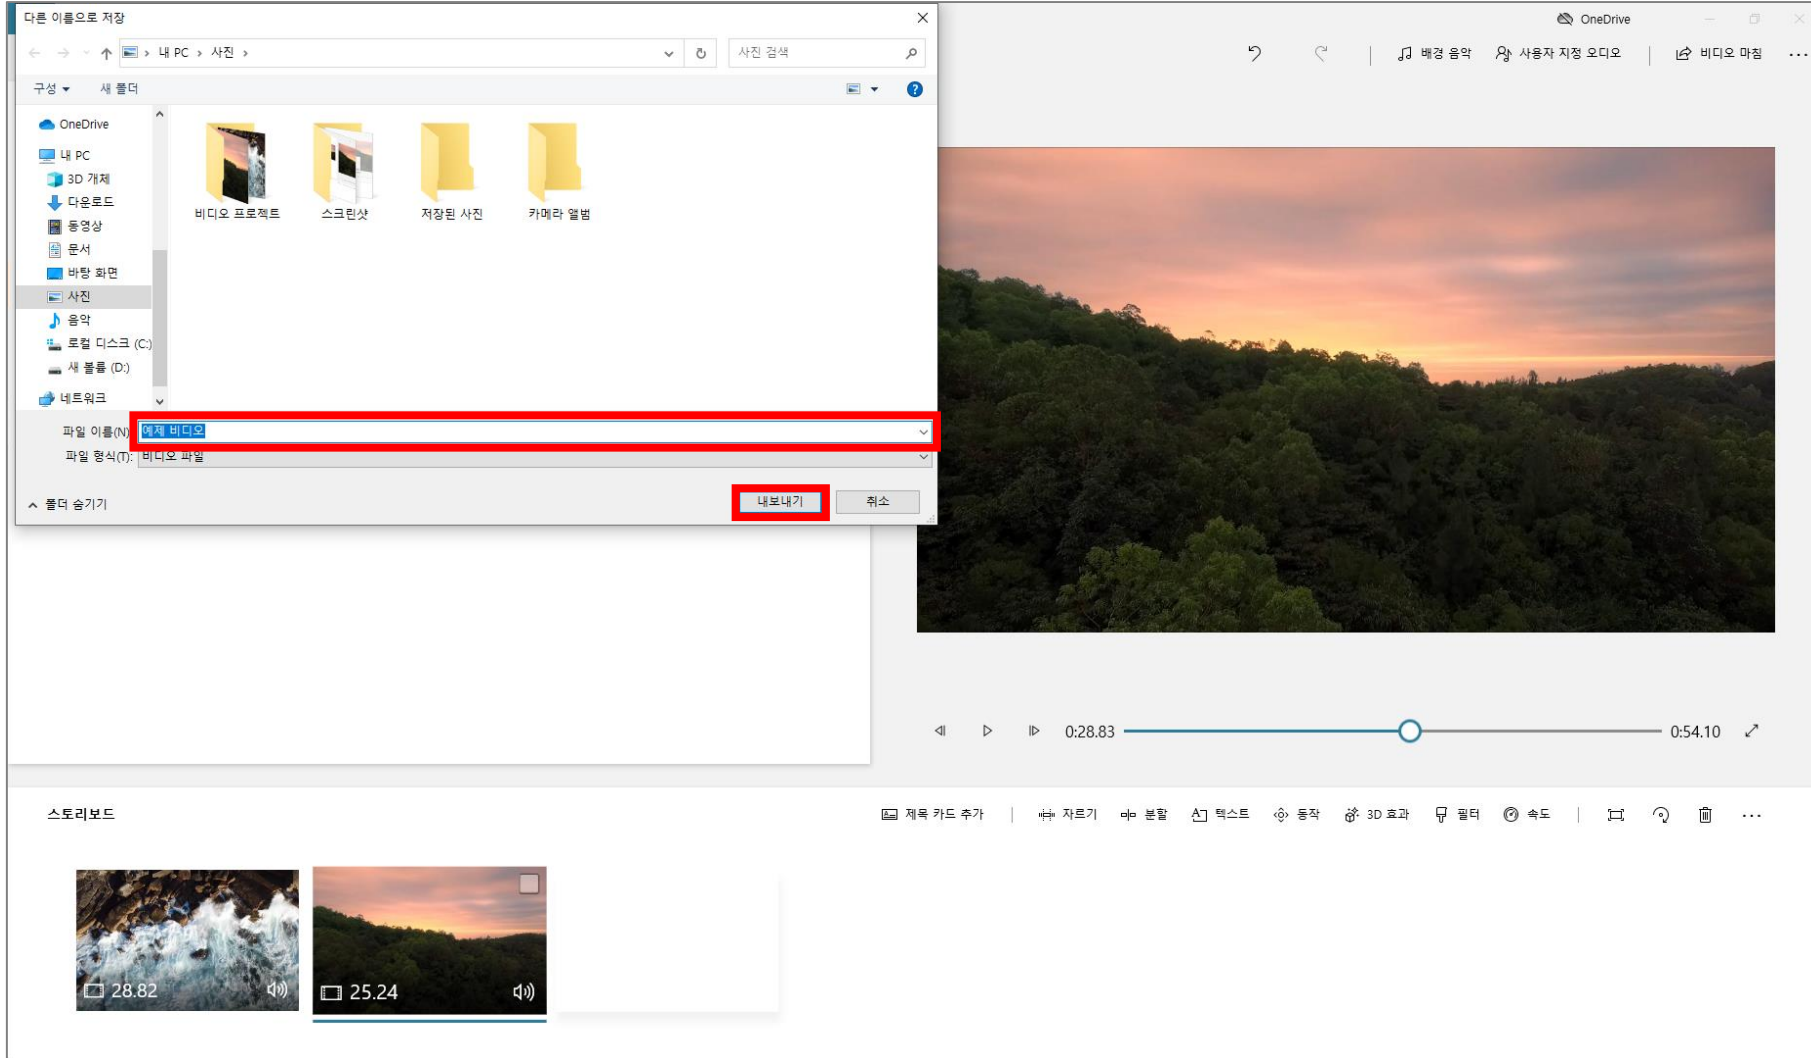 다른 이름으로 저장
내 PC > 사진 >
사진 검색
구성
새 폴더
OneDrive
내 PC
3D 개체
다운로드
동영상
문서
바탕 화면
사진
음악
로컬 디스크 (C:)
새 볼륨 (D:)
네트워크
비디오 프로젝트
스크린샷
저장된 사진
카메라 앨범
파일 이름(N)
예제 비디오
파일 형식(T):
비디오 파일
폴더 숨기기
내보내기
취소
OneDrive
배경 음악
사용자 지정 오디오
비디오 마침
0:28.83
0:54.10
스토리보드
제목 카드 추가
자르기
분할
텍스트
동작
3D 효과
필터
속도
28.82
25.24